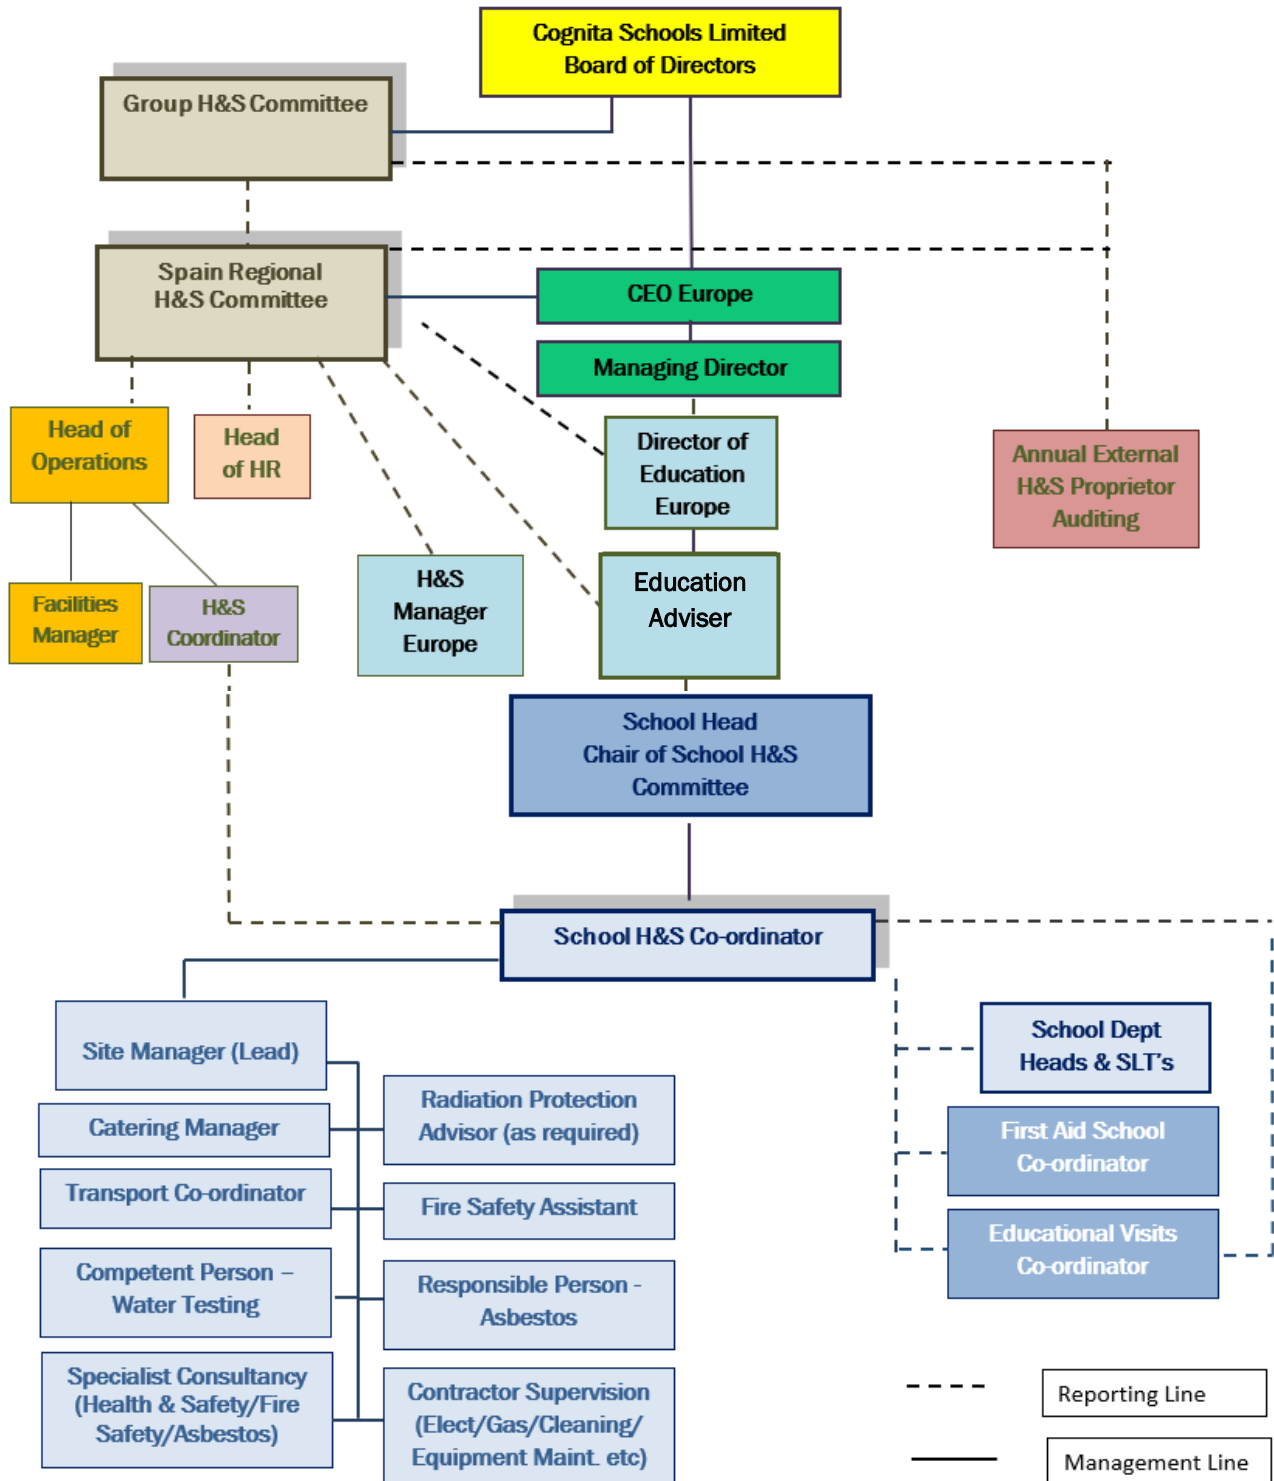 Cognita Schools Limited
Board of Directors
Group H&S Committee
Spain Regional
H&S Committee
CEO Europe
Managing Director
Head of
Operations
Head
of HR
Director of
Education
Europe
Annual External
H&S Proprietor
Auditing
Facilities
Manager
H&S
Coordinator
H&S
Manager
Europe
Education
Adviser
School Head
Chair of School H&S
Committee
School H&S Co-ordinator
Site Manager (Lead)
Catering Manager
Transport Co-ordinator
Competent Person –
Water Testing
Specialist Consultancy
(Health & Safety/Fire
Safety/Asbestos)
Radiation Protection
Advisor (as required)
Fire Safety Assistant
Responsible Person -
Asbestos
Contractor Supervision
(Elect/Gas/Cleaning/
Equipment Maint. etc)
School Dept
Heads & SLT's
First Aid School
Co-ordinator
Educational Visits
Co-ordinator
Reporting Line
Management Line